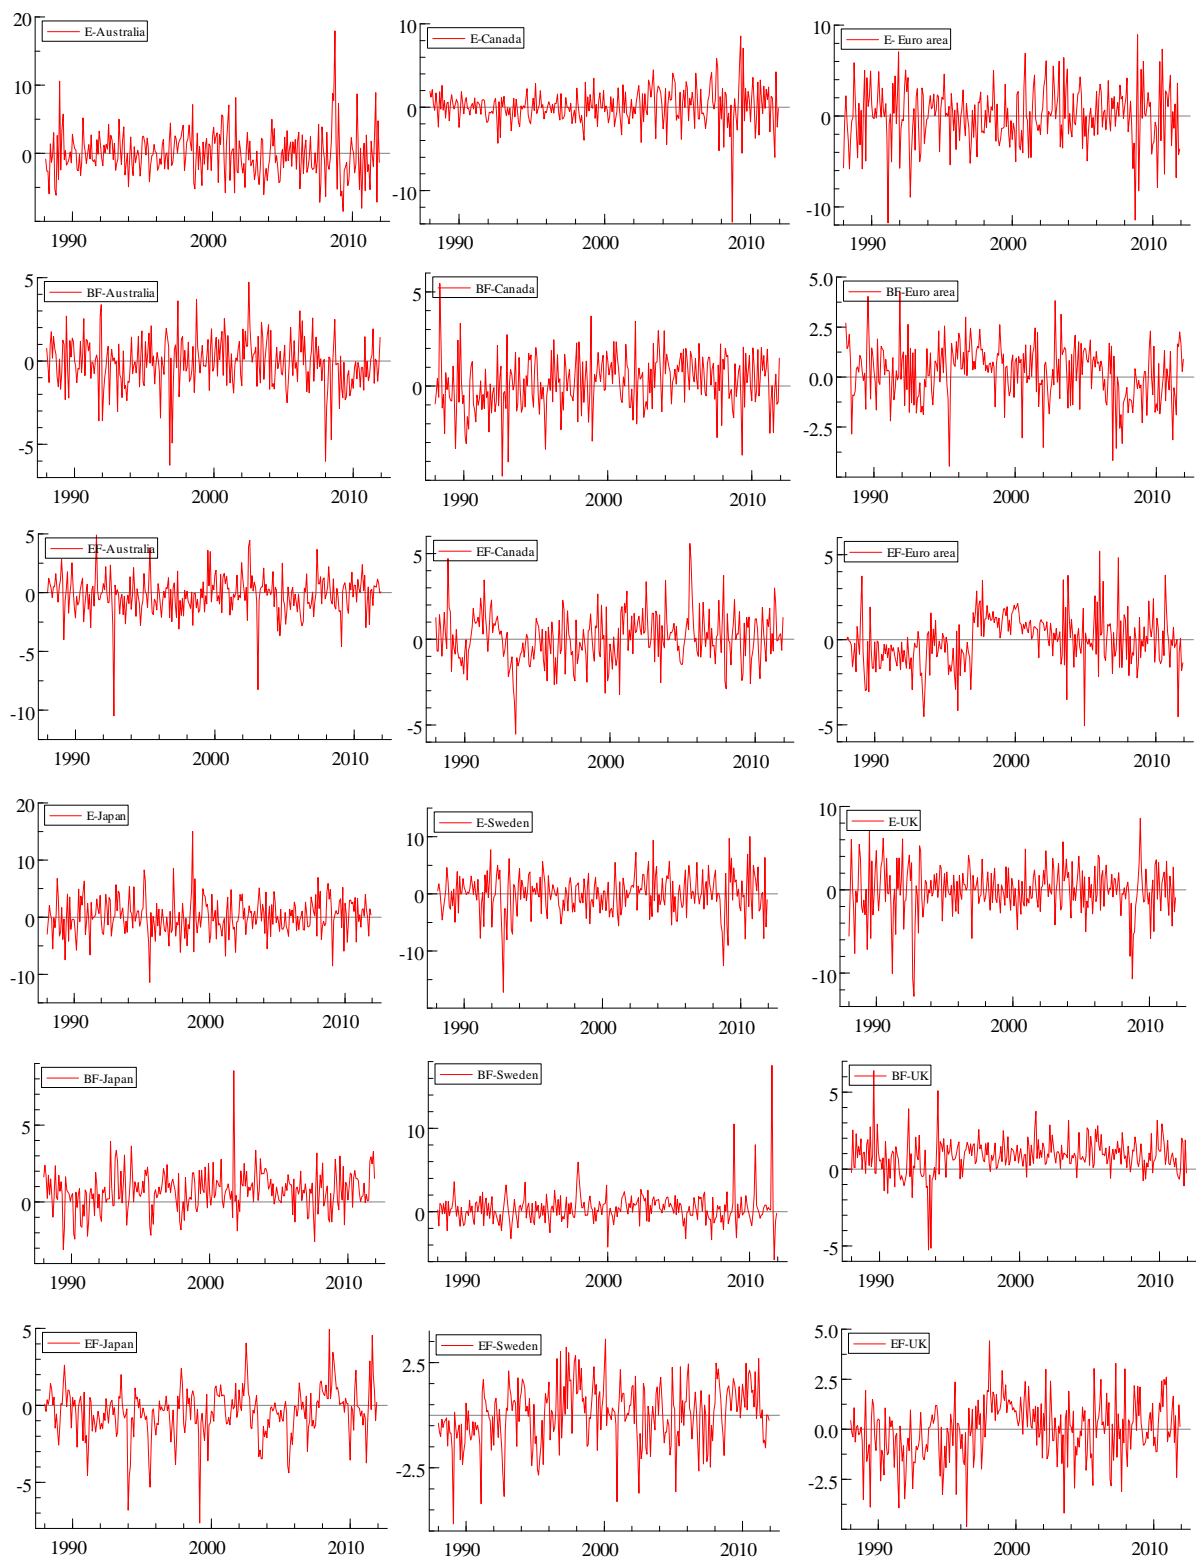 20
E-Australia
10
0
1990 2000 2010
10
E-Canada
0
-10
1990 2000 2010
10
E- Euro area
0
-10
1990 2000 2010
5
BF-Australia
0
-5
1990 2000 2010
BF-Canada
5
0
1990 2000 2010
5.0
BF-Euro area
2.5
0.0
-2.5
1990 2000 2010
5
EF-Australia
0
-5
-10
1990 2000 2010
EF-Canada
5
0
-5
1990 2000 2010
EF-Euro area
5
0
-5
1990 2000 2010
20
E-Japan
10
0
-10
1990 2000 2010
E-Sweden
10
0
-10
1990 2000 2010
10
E-UK
0
-10
1990 2000 2010
BF-Japan
5
0
1990 2000 2010
BF-Sweden
10
0
1990 2000 2010
BF-UK
5
0
-5
1990 2000 2010
5
EF-Japan
0
-5
1990 2000 2010
EF-Sweden
2.5
-2.5
1990 2000 2010
5.0
EF-UK
2.5
0.0
-2.5
1990 2000 2010